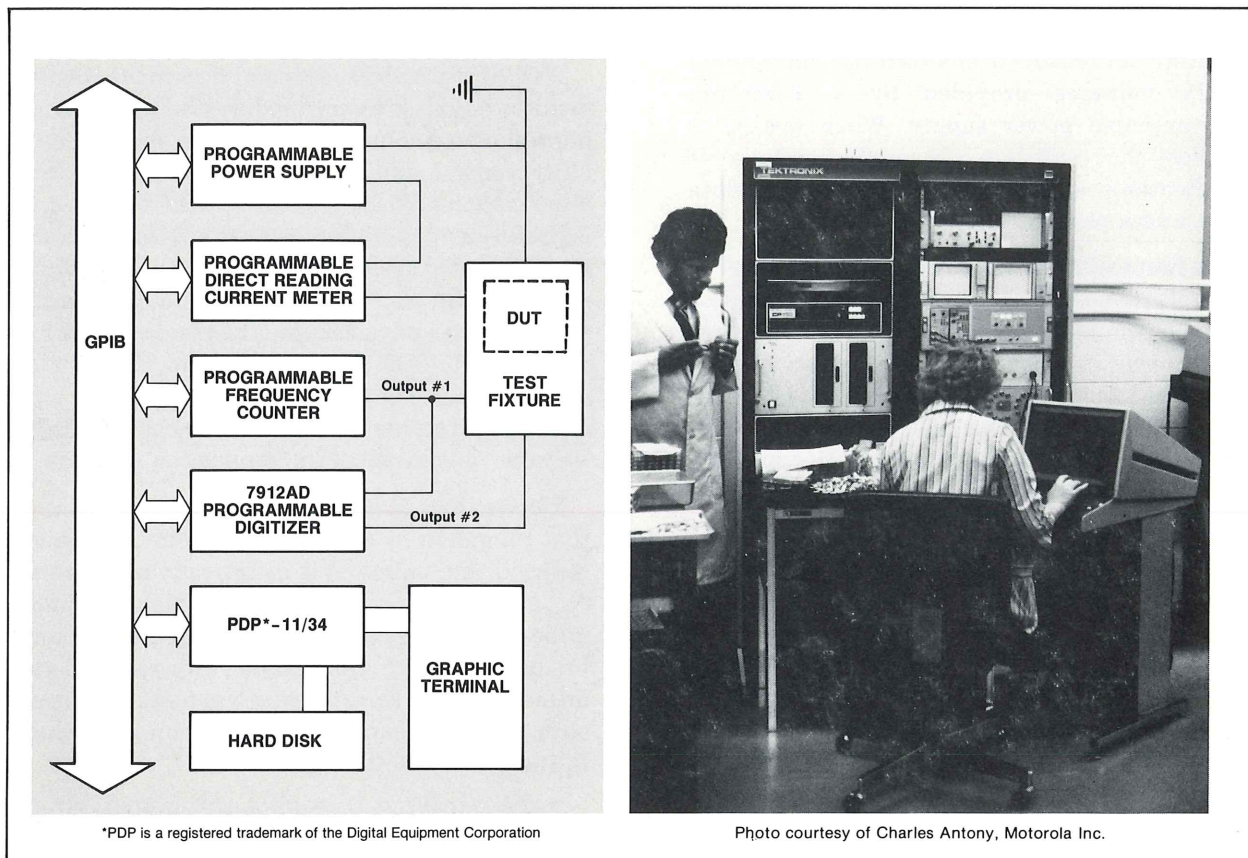 PROGRAMMABLE
POWER SUPPLY
PROGRAMMABLE
DIRECT READING
CURRENT METER
GPIB
DUT
TEST
FIXTURE
PROGRAMMABLE
FREQUENCY
COUNTER
Output #1
7912AD
PROGRAMMABLE
DIGITIZER
Output #2
PDP*-11/34
GRAPHIC
TERMINAL
HARD DISK
*PDP is a registered trademark of the Digital Equipment Corporation
TEKTRONIX
Photo courtesy of Charles Antony, Motorola Inc.